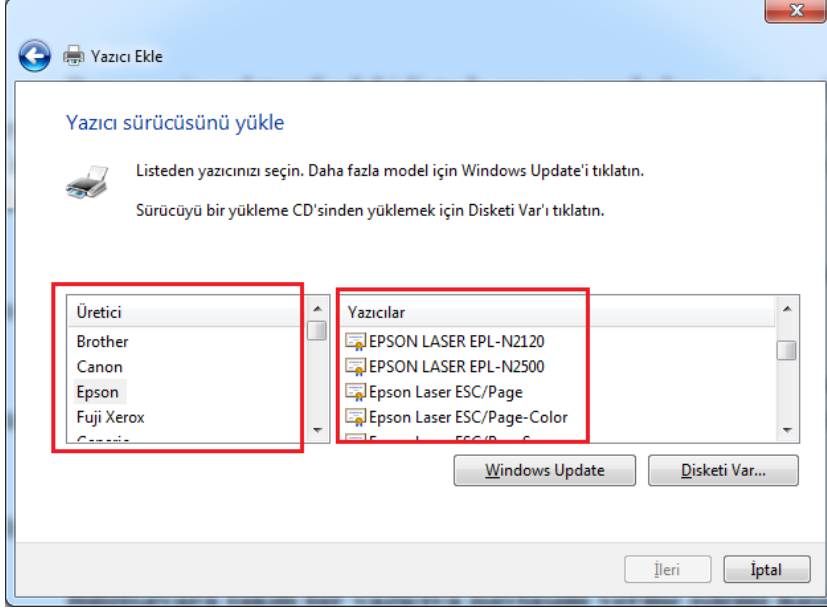 Yazıcı Ekle
Yazıcı sürücüsünü yükle
Listeden yazıcınızı seçin. Daha fazla model için Windows Update'i tıklatın.
Sürücüyü bir yükleme CD'sinden yüklemek için Disketi Var'ı tıklatın.
Üretici
Brother
Canon
Epson
Fuji Xerox
Yazıcılar
EPSON LASER EPL-N2120
EPSON LASER EPL-N2500
Epson Laser ESC/Page
Epson Laser ESC/Page-Color
Windows Update
Disketi Var...
İleri
İptal